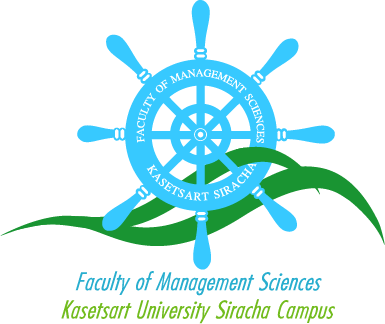 FACULTY OF MANAGEMENT SCIENCES
KASETSART SIRACHA
Faculty of Management Sciences
Kasetsart University Siracha Campus